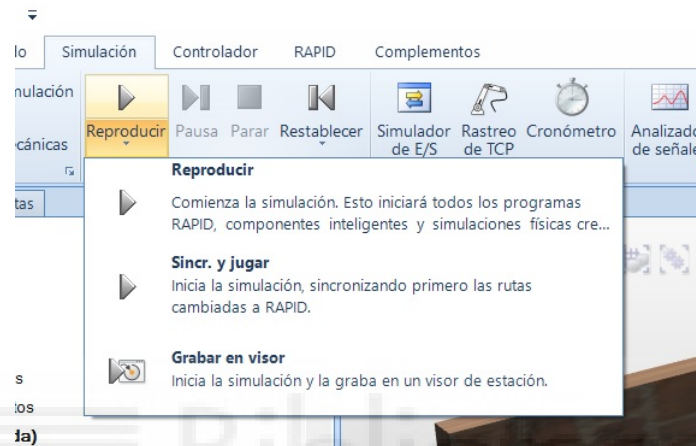 lo Simulación Controlador RAPID Complementos
mulación
ecánicas
Reproducir Pausa Parar Restablecer Simulador de E/S Rastreo de TCP Cronómetro Analizado de señale
tas
Reproducir
Comienza la simulación. Esto iniciará todos los programas
RAPID, componentes inteligentes y simulaciones físicas cre...
Sincr. y jugar
Inicia la simulación, sincronizando primero las rutas
cambiadas a RAPID.
Grabar en visor
Inicia la simulación y la graba en un visor de estación.
s
tos
da)